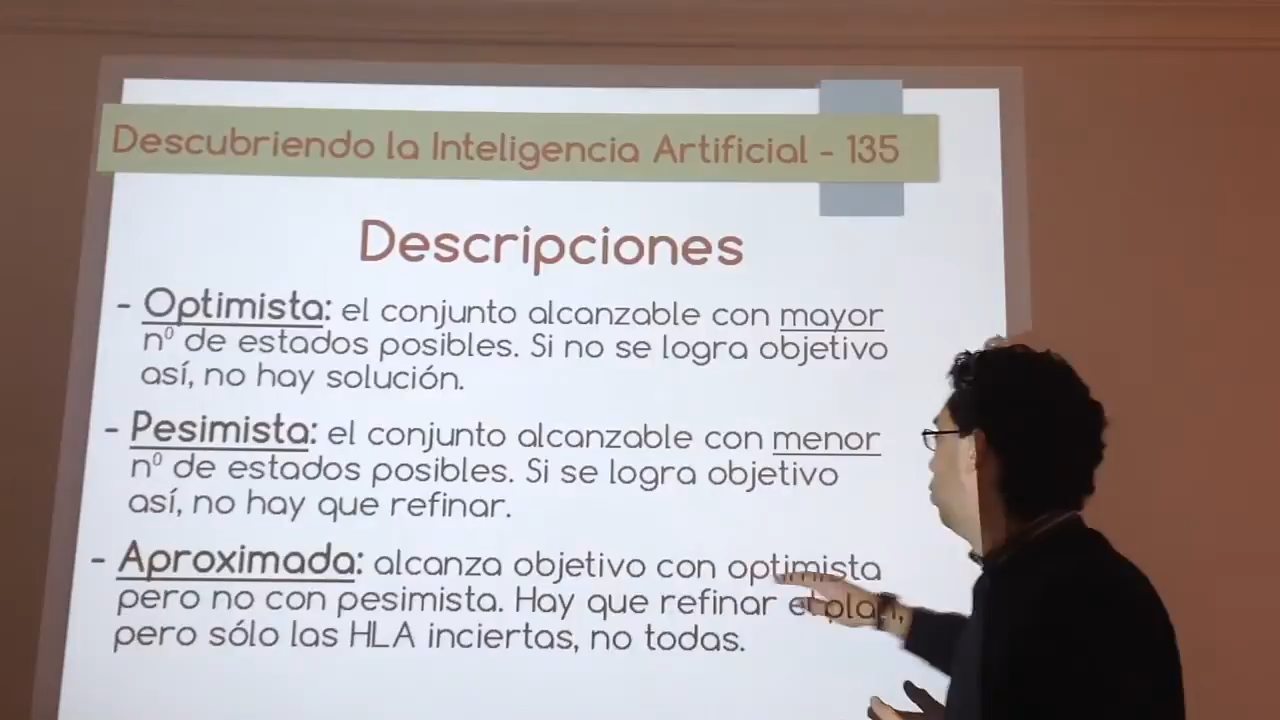 Descubriendo la Inteligencia Artificial - 135
Descripciones
- Optimista: el conjunto alcanzable con mayor
nº de estados posibles. Si no se logra objetivo
así, no hay solución.
- Pesimista: el conjunto alcanzable con menor
nº de estados posibles. Si se logra objetivo
así, no hay que refinar.
- Aproximada: alcanza objetivo con optimista
pero no con pesimista. Hay que refinar el plan,
pero sólo las HLA inciertas, no todas.